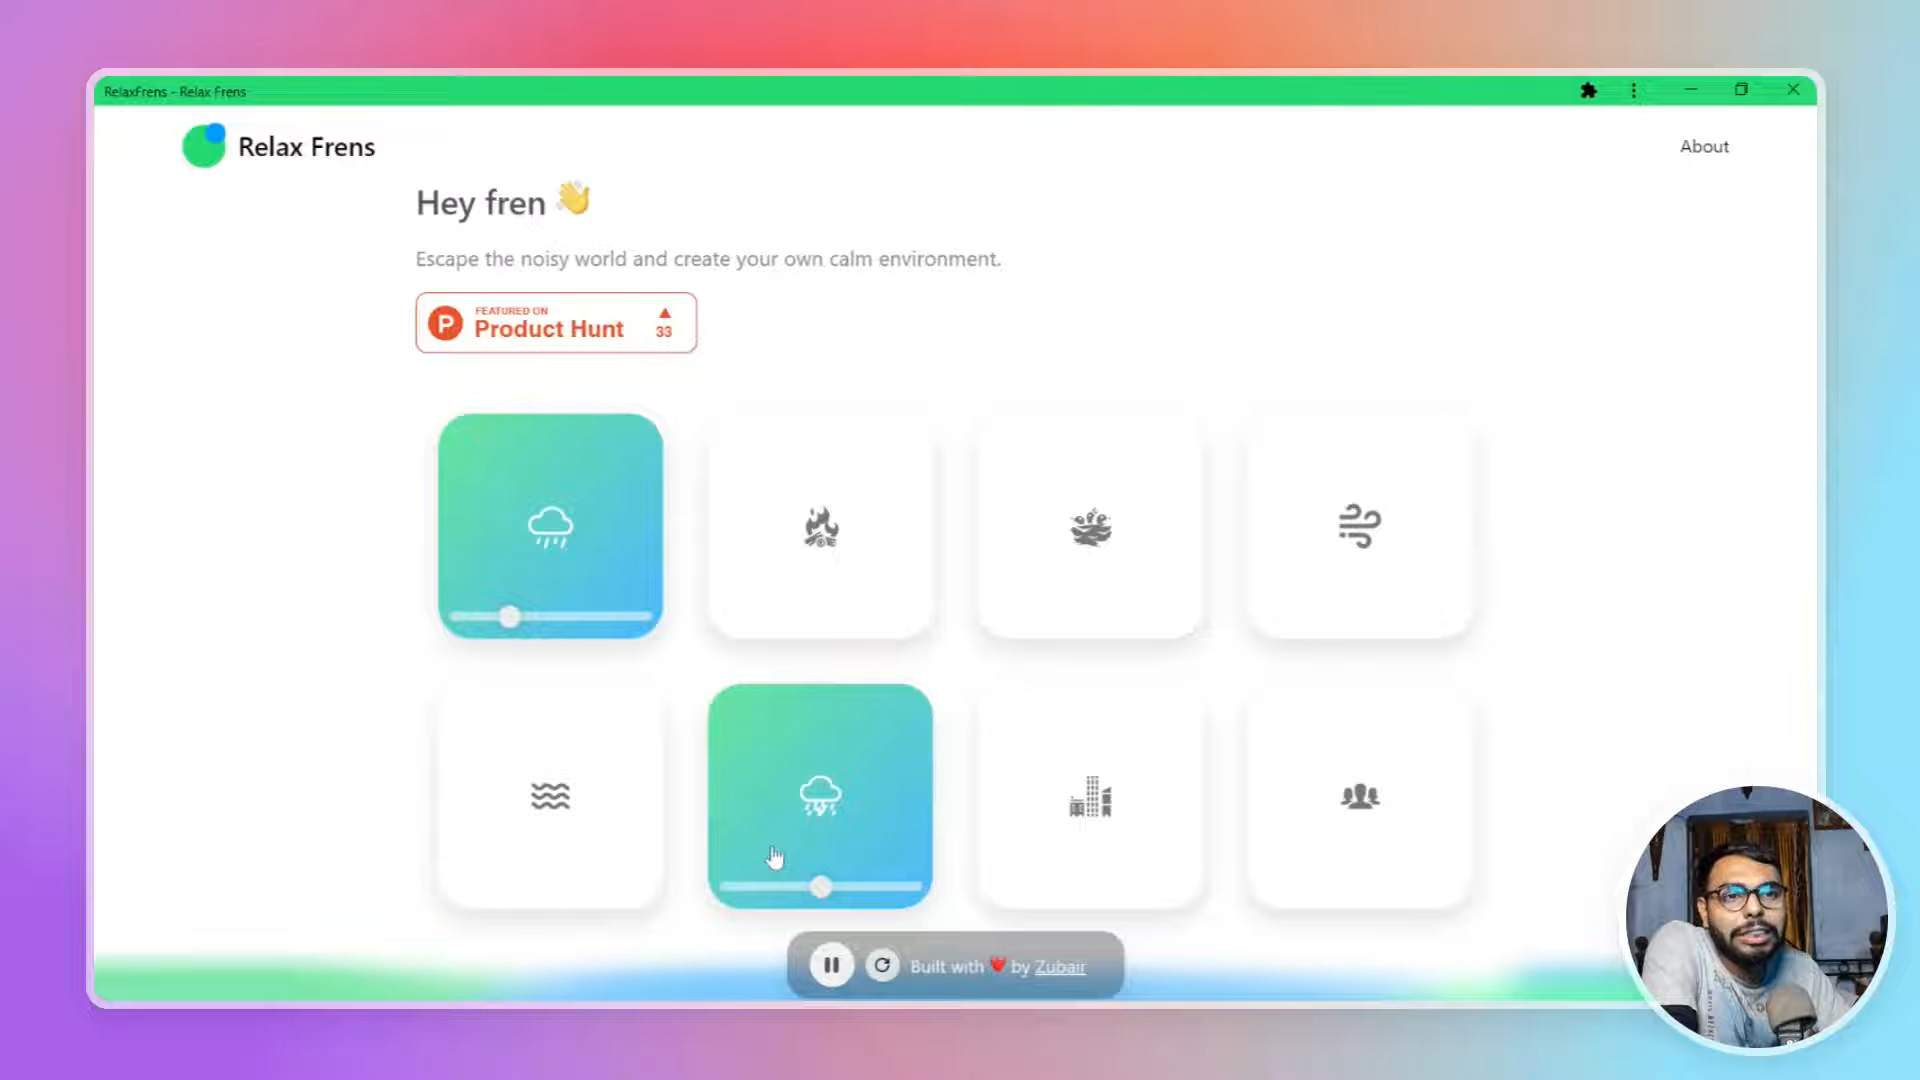 RelaxFrens - Relax Frens
Relax Frens
About
Hey fren 👋
Escape the noisy world and create your own calm environment.
FEATURED ON
Product Hunt
33
Built with ❤️ by Zubair